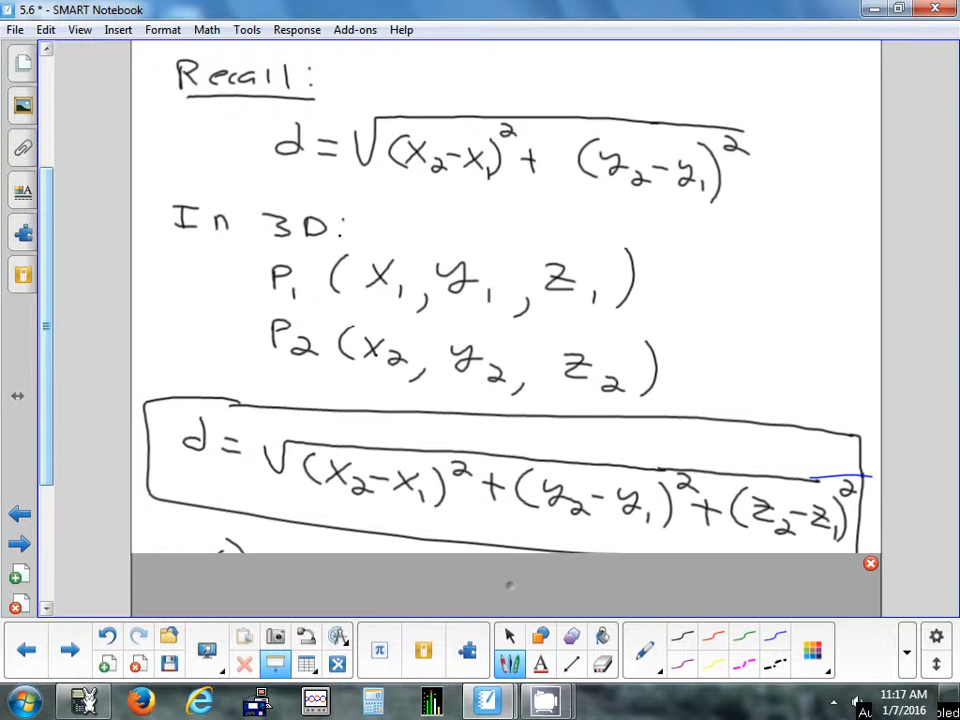 5.6 * - SMART Notebook
File Edit View Insert Format Math Tools Response Add-ons Help
Recall:
d = √(x₂-x₁)² + (y₂-y₁)²
In 3D:
P₁ (x₁, y₁, z₁)
P₂ (x₂, y₂, z₂)
d = √(x₂-x₁)² + (y₂-y₁)² + (z₂-z₁)²
11:17 AM
1/7/2016